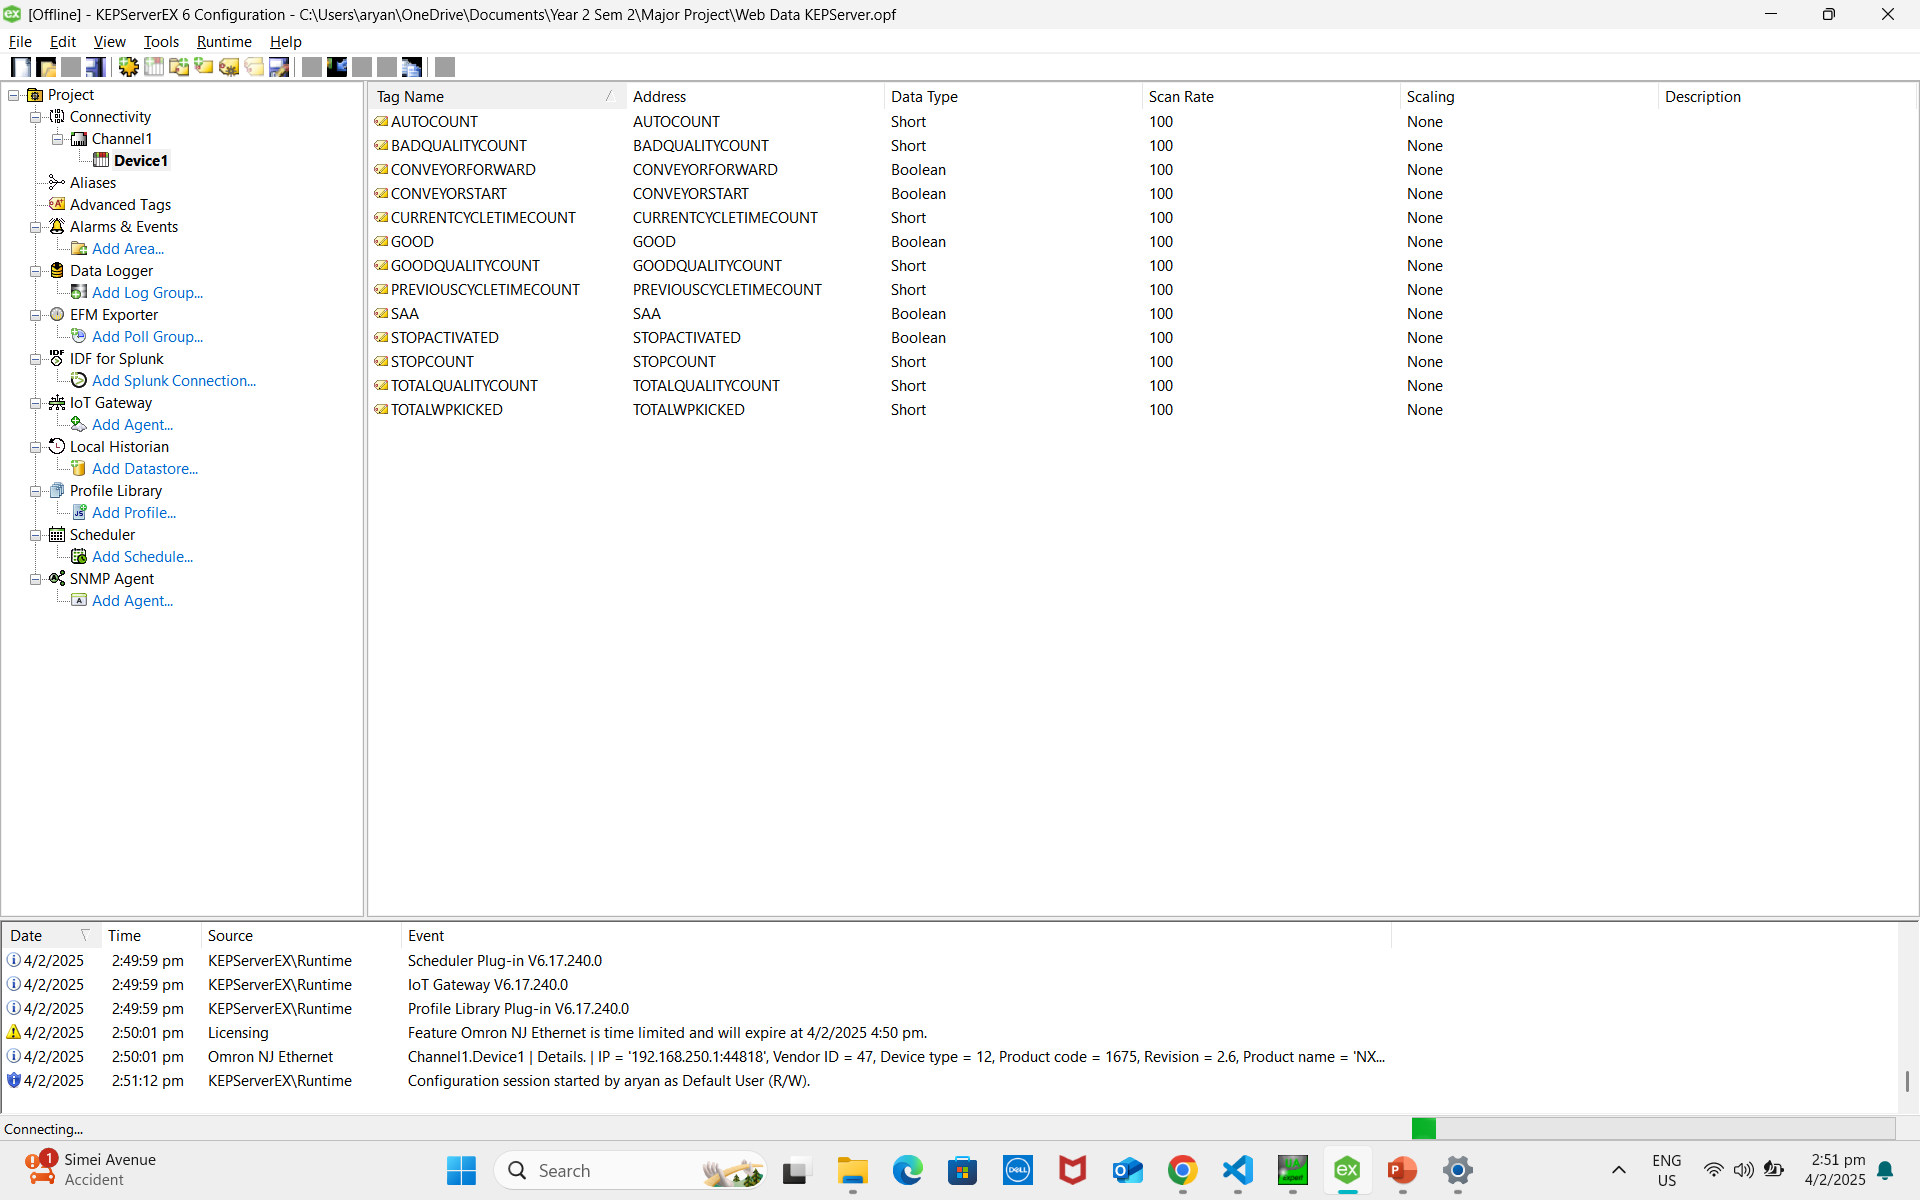 [Offline] - KEPServerEX 6 Configuration - C:\Users\aryan\OneDrive\Documents\Year 2 Sem 2\Major Project\Web Data KEPServer.opf
File Edit View Tools Runtime Help
Project
Connectivity
Channel1
Device1
Aliases
Advanced Tags
Alarms & Events
Add Area...
Data Logger
Add Log Group...
EFM Exporter
Add Poll Group...
IDF for Splunk
Add Splunk Connection...
IoT Gateway
Add Agent...
Local Historian
Add Datastore...
Profile Library
Add Profile...
Scheduler
Add Schedule...
SNMP Agent
Add Agent...
Tag Name Address Data Type Scan Rate Scaling Description
AUTOCOUNT AUTOCOUNT Short 100 None
BADQUALITYCOUNT BADQUALITYCOUNT Short 100 None
CONVEYORFORWARD CONVEYORFORWARD Boolean 100 None
CONVEYORSTART CONVEYORSTART Boolean 100 None
CURRENTCYCLETIMECOUNT CURRENTCYCLETIMECOUNT Short 100 None
GOOD GOOD Boolean 100 None
GOODQUALITYCOUNT GOODQUALITYCOUNT Short 100 None
PREVIOUSCYCLETIMECOUNT PREVIOUSCYCLETIMECOUNT Short 100 None
SAA SAA Boolean 100 None
STOPACTIVATED STOPACTIVATED Boolean 100 None
STOPCOUNT STOPCOUNT Short 100 None
TOTALQUALITYCOUNT TOTALQUALITYCOUNT Short 100 None
TOTALWPKICKED TOTALWPKICKED Short 100 None
Date Time Source Event
4/2/2025 2:49:59 pm KEPServerEX\Runtime Scheduler Plug-in V6.17.240.0
4/2/2025 2:49:59 pm KEPServerEX\Runtime IoT Gateway V6.17.240.0
4/2/2025 2:49:59 pm KEPServerEX\Runtime Profile Library Plug-in V6.17.240.0
4/2/2025 2:50:01 pm Licensing Feature Omron NJ Ethernet is time limited and will expire at 4/2/2025 4:50 pm.
4/2/2025 2:50:01 pm Omron NJ Ethernet Channel1.Device1 | Details. | IP = '192.168.250.1:44818', Vendor ID = 47, Device type = 12, Product code = 1675, Revision = 2.6, Product name = 'NX...
4/2/2025 2:51:12 pm KEPServerEX\Runtime Configuration session started by aryan as Default User (R/W).
Connecting...
1
Simei Avenue
Accident
Search
DELL
ex
ENG
US
2:51 pm
4/2/2025